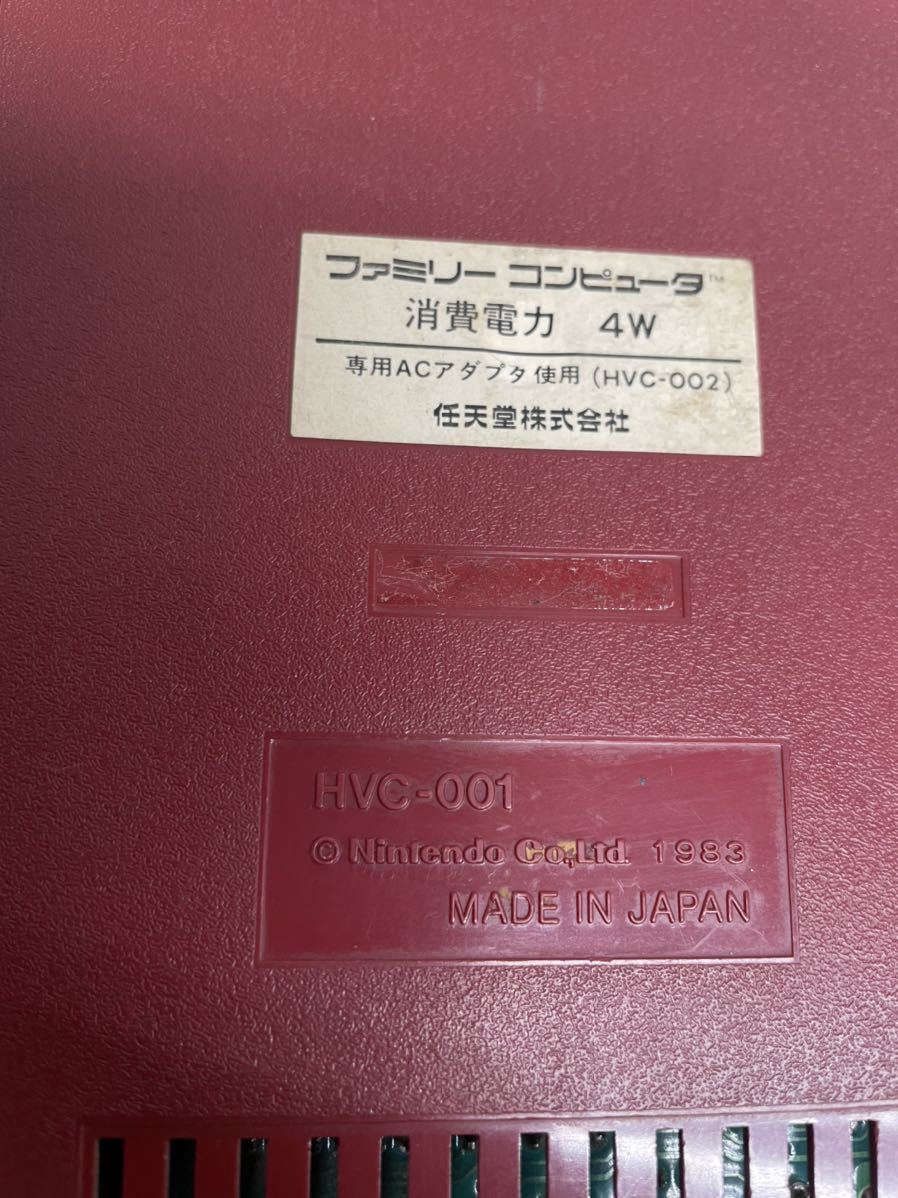 ファミリー コンピュータ™
消費電力 4W
専用ACアダプタ使用(HVC-002)
任天堂株式会社
HVC-001
© Nintendo Co.,Ltd. 1983
MADE IN JAPAN